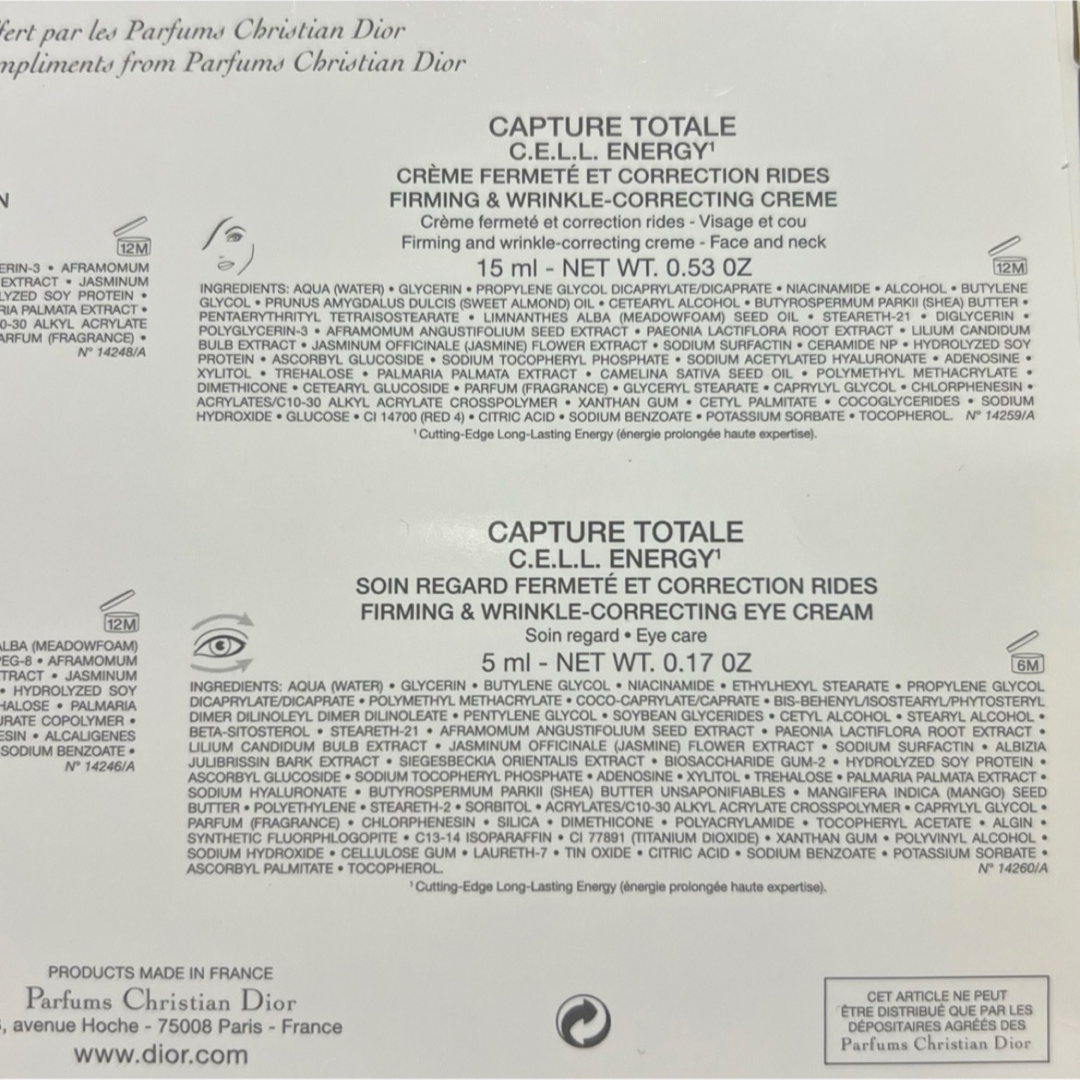 fert par les Parfums Christian Dior
mpliments from Parfums Christian Dior
CAPTURE TOTALE
C.E.L.L. ENERGY¹
CRÈME FERMETÉ ET CORRECTION RIDES
FIRMING & WRINKLE-CORRECTING CREME
Crème fermeté et correction rides - Visage et cou
Firming and wrinkle-correcting creme - Face and neck
15 ml - NET WT. 0.53 OZ
12M
INGREDIENTS: AQUA (WATER) • GLYCERIN • PROPYLENE GLYCOL DICAPRYLATE/DICAPRATE • NIACINAMIDE • ALCOHOL • BUTYLENE
GLYCOL • PRUNUS AMYGDALUS DULCIS (SWEET ALMOND) OIL • CETEARYL ALCOHOL • BUTYROSPERMUM PARKII (SHEA) BUTTER •
PENTAERYTHRITYL TETRAISOSTEARATE • LIMNANTHES ALBA (MEADOWFOAM) SEED OIL • STEARETH-21 • DIGLYCERIN •
POLYGLYCERIN-3 • AFRAMOMUM ANGUSTIFOLIUM SEED EXTRACT • PAEONIA LACTIFLORA ROOT EXTRACT • LILIUM CANDIDUM
BULB EXTRACT • JASMINUM OFFICINALE (JASMINE) FLOWER EXTRACT • SODIUM SURFACTIN • CERAMIDE NP • HYDROLYZED SOY
PROTEIN • ASCORBYL GLUCOSIDE • SODIUM TOCOPHERYL PHOSPHATE • SODIUM ACETYLATED HYALURONATE • ADENOSINE •
XYLITOL • TREHALOSE • PALMARIA PALMATA EXTRACT • CAMELINA SATIVA SEED OIL • POLYMETHYL METHACRYLATE •
DIMETHICONE • CETEARYL GLUCOSIDE • PARFUM (FRAGRANCE) • GLYCERYL STEARATE • CAPRYLYL GLYCOL • CHLORPHENESIN •
ACRYLATES/C10-30 ALKYL ACRYLATE CROSSPOLYMER • XANTHAN GUM • CETYL PALMITATE • COCOGLYCERIDES • SODIUM
HYDROXIDE • GLUCOSE • CI 14700 (RED 4) • CITRIC ACID • SODIUM BENZOATE • POTASSIUM SORBATE • TOCOPHEROL. N° 14259/A
¹ Cutting-Edge Long-Lasting Energy (énergie prolongée haute expertise).
N
12M
ERIN-3 • AFRAMOMUM
EXTRACT • JASMINUM
LYZED SOY PROTEIN •
RIA PALMATA EXTRACT •
0-30 ALKYL ACRYLATE
ARFUM (FRAGRANCE) •
N° 14248/A
CAPTURE TOTALE
C.E.L.L. ENERGY¹
SOIN REGARD FERMETÉ ET CORRECTION RIDES
FIRMING & WRINKLE-CORRECTING EYE CREAM
Soin regard • Eye care
5 ml - NET WT. 0.17 OZ
6M
INGREDIENTS: AQUA (WATER) • GLYCERIN • BUTYLENE GLYCOL • NIACINAMIDE • ETHYLHEXYL STEARATE • PROPYLENE GLYCOL
DICAPRYLATE/DICAPRATE • POLYMETHYL METHACRYLATE • COCO-CAPRYLATE/CAPRATE • BIS-BEHENYL/ISOSTEARYL/PHYTOSTERYL
DIMER DILINOLEYL DIMER DILINOLEATE • PENTYLENE GLYCOL • SOYBEAN GLYCERIDES • CETYL ALCOHOL • STEARYL ALCOHOL •
BETA-SITOSTEROL • STEARETH-21 • AFRAMOMUM ANGUSTIFOLIUM SEED EXTRACT • PAEONIA LACTIFLORA ROOT EXTRACT •
LILIUM CANDIDUM BULB EXTRACT • JASMINUM OFFICINALE (JASMINE) FLOWER EXTRACT • SODIUM SURFACTIN • ALBIZIA
JULIBRISSIN BARK EXTRACT • SIEGESBECKIA ORIENTALIS EXTRACT • BIOSACCHARIDE GUM-2 • HYDROLYZED SOY PROTEIN •
ASCORBYL GLUCOSIDE • SODIUM TOCOPHERYL PHOSPHATE • ADENOSINE • XYLITOL • TREHALOSE • PALMARIA PALMATA EXTRACT •
SODIUM HYALURONATE • BUTYROSPERMUM PARKII (SHEA) BUTTER UNSAPONIFIABLES • MANGIFERA INDICA (MANGO) SEED
BUTTER • POLYETHYLENE • STEARETH-2 • SORBITOL • ACRYLATES/C10-30 ALKYL ACRYLATE CROSSPOLYMER • CAPRYLYL GLYCOL •
PARFUM (FRAGRANCE) • CHLORPHENESIN • SILICA • DIMETHICONE • POLYACRYLAMIDE • TOCOPHERYL ACETATE • ALGIN •
SYNTHETIC FLUORPHLOGOPITE • C13-14 ISOPARAFFIN • CI 77891 (TITANIUM DIOXIDE) • XANTHAN GUM • POLYVINYL ALCOHOL •
SODIUM HYDROXIDE • CELLULOSE GUM • LAURETH-7 • TIN OXIDE • CITRIC ACID • SODIUM BENZOATE • POTASSIUM SORBATE •
ASCORBYL PALMITATE • TOCOPHEROL. N° 14260/A
¹ Cutting-Edge Long-Lasting Energy (énergie prolongée haute expertise).
12M
ALBA (MEADOWFOAM)
PEG-8 • AFRAMOMUM
TRACT • JASMINUM
• HYDROLYZED SOY
HALOSE • PALMARIA
URATE COPOLYMER •
ESIN • ALCALIGENES
SODIUM BENZOATE •
N° 14246/A
PRODUCTS MADE IN FRANCE
Parfums Christian Dior
, avenue Hoche - 75008 Paris - France
www.dior.com
CET ARTICLE NE PEUT
ÊTRE DISTRIBUÉ QUE PAR LES
DÉPOSITAIRES AGRÉÉS DES
Parfums Christian Dior